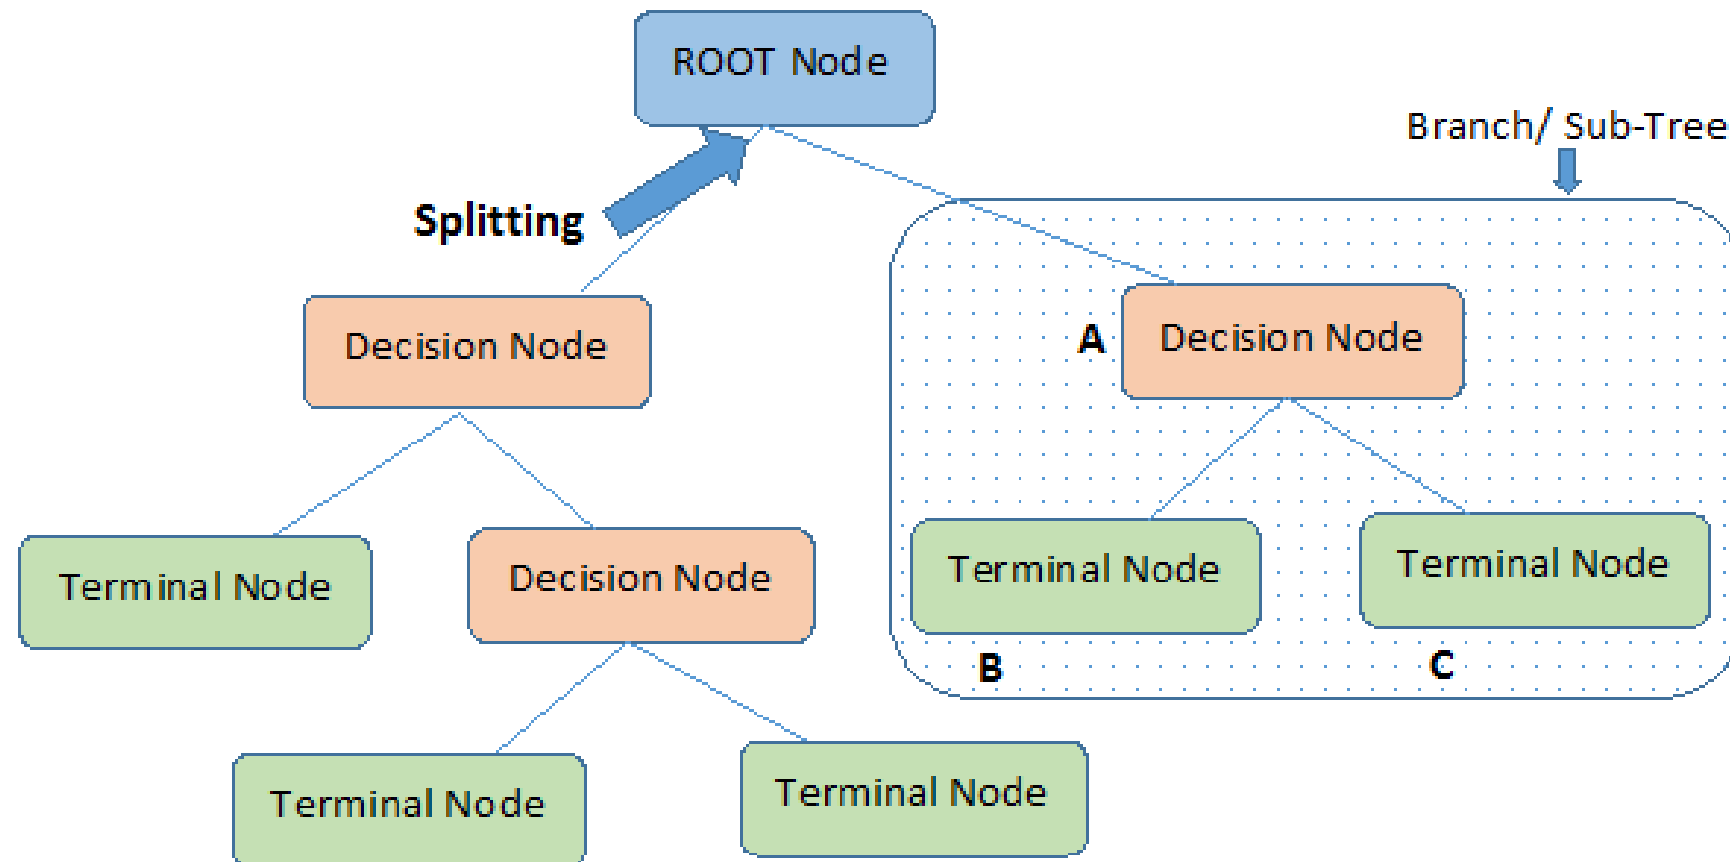 ROOT Node
Branch/ Sub-Tree
Splitting
Decision Node
A
Decision Node
Terminal Node
Decision Node
Terminal Node
Terminal Node
B
C
Terminal Node
Terminal Node